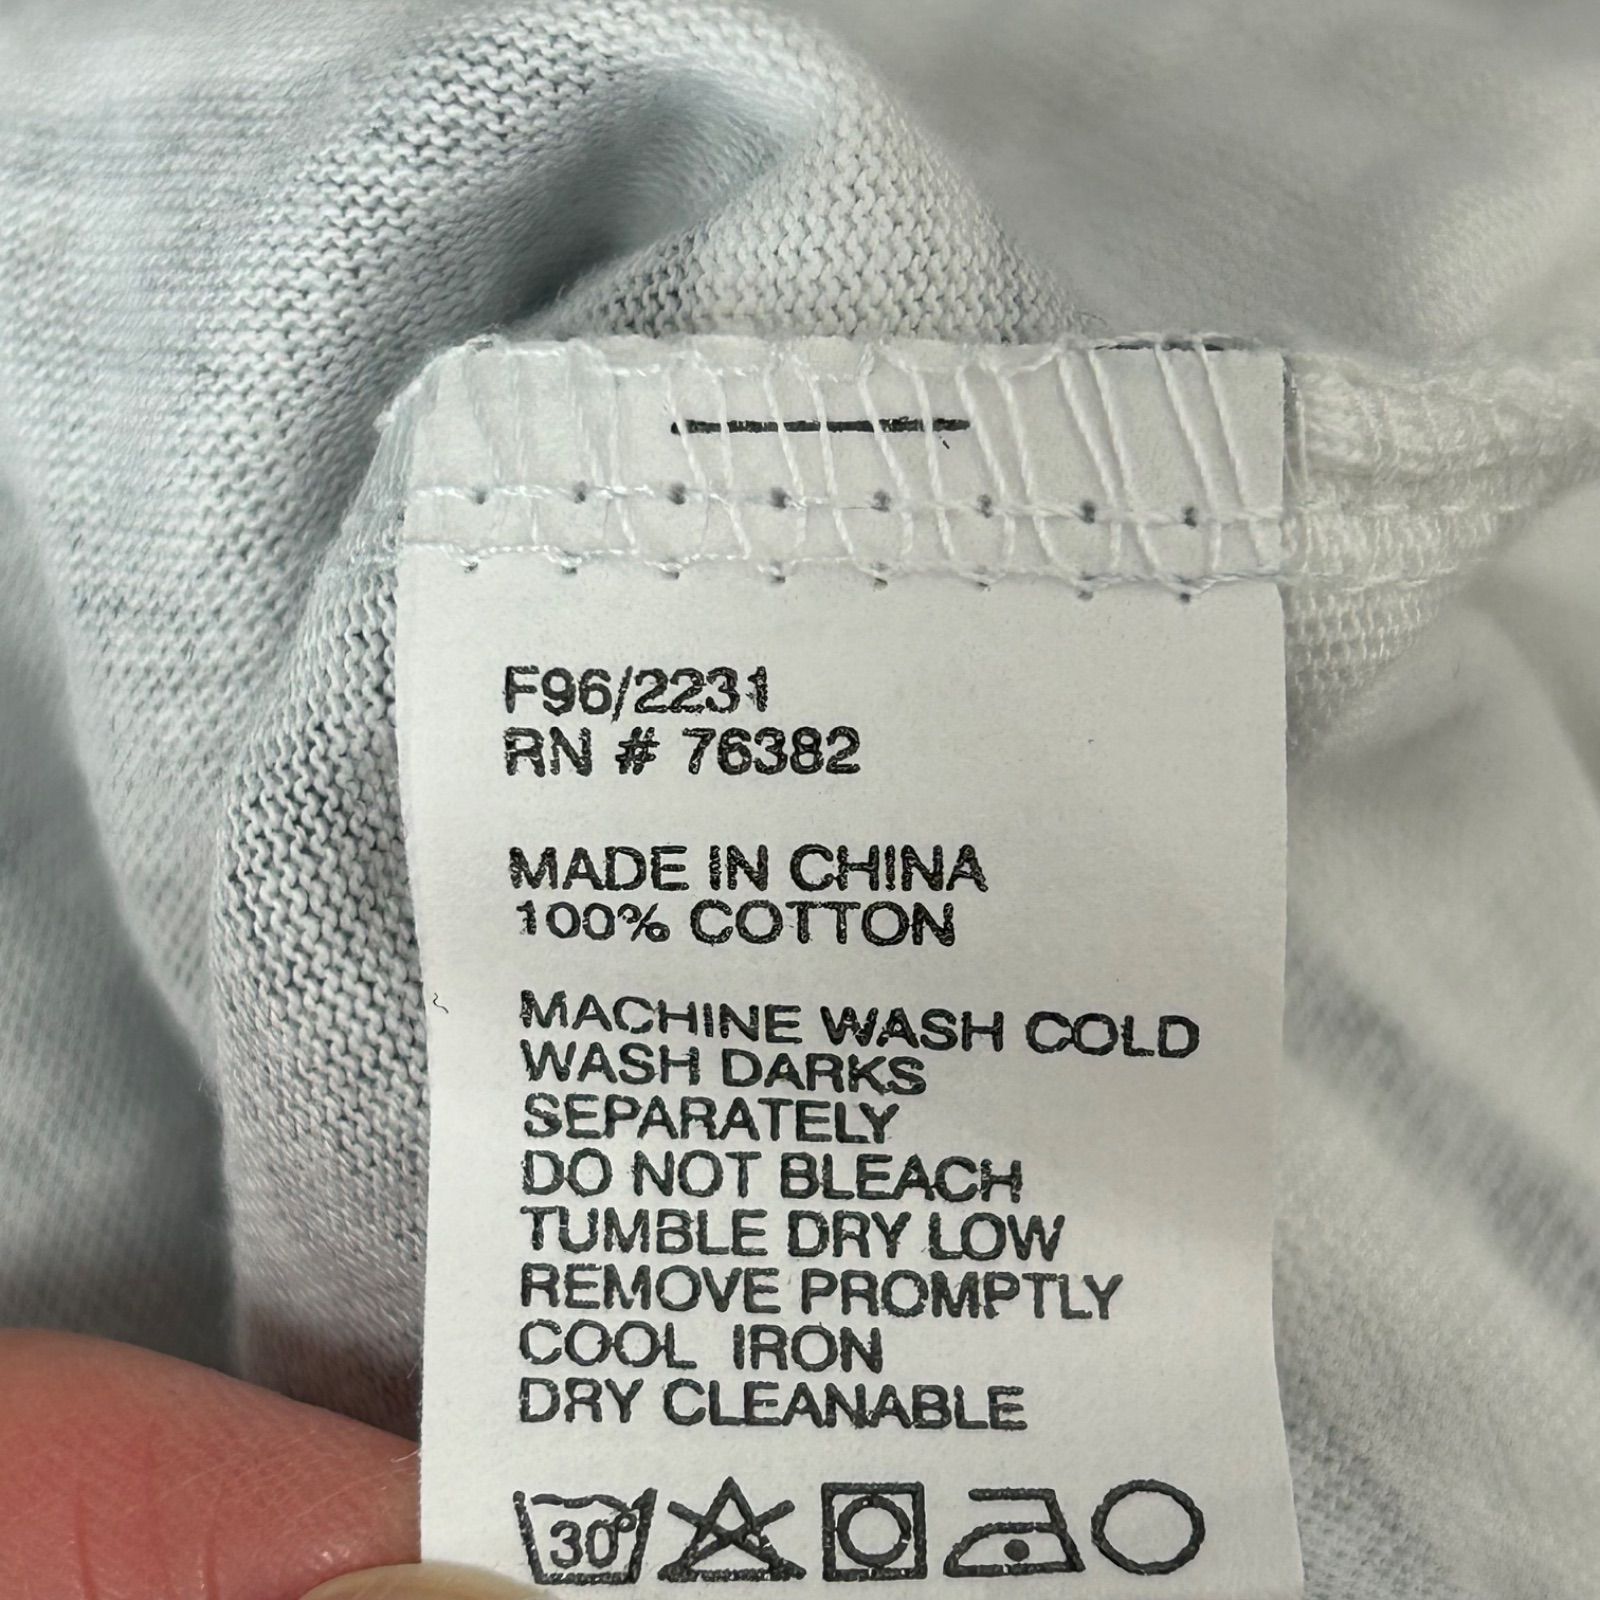 F96/2231
RN # 76382
MADE IN CHINA
100% COTTON
MACHINE WASH COLD
WASH DARKS
SEPARATELY
DO NOT BLEACH
TUMBLE DRY LOW
REMOVE PROMPTLY
COOL IRON
DRY CLEANABLE
30°